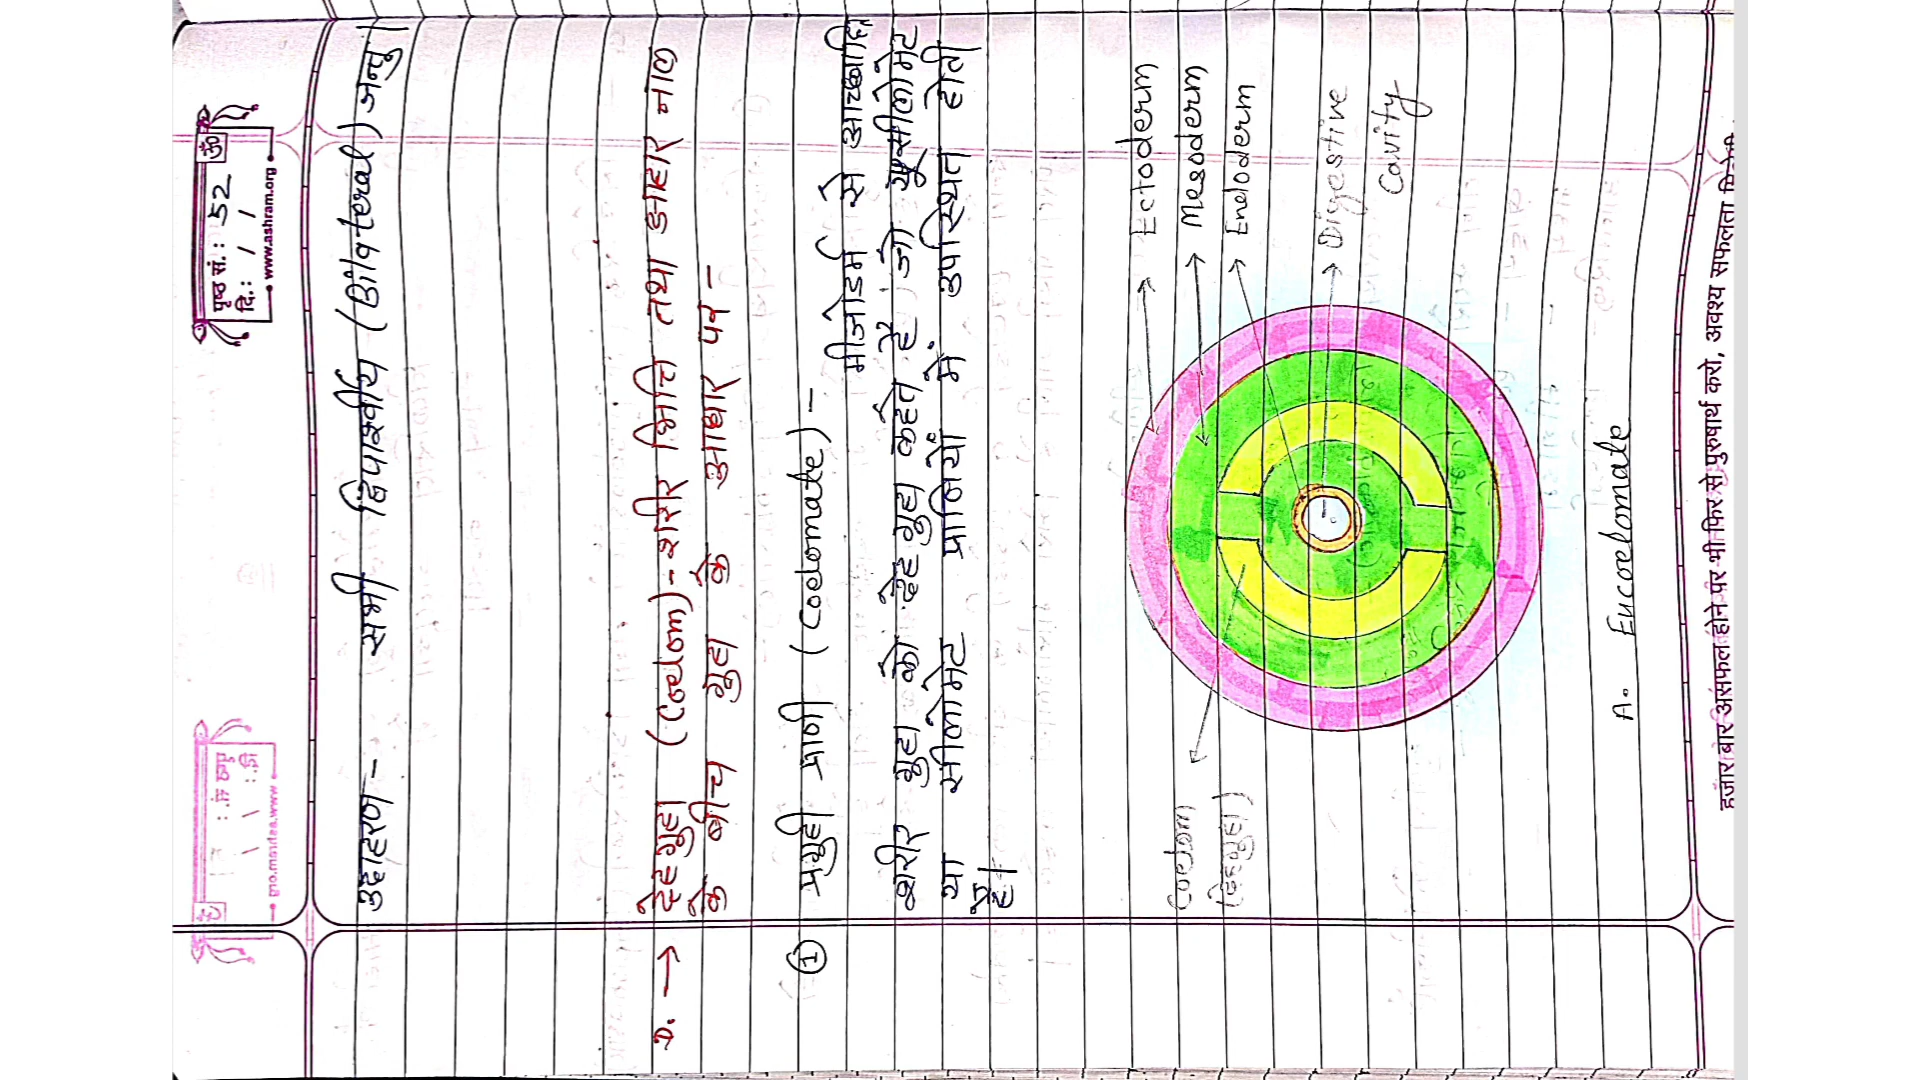 पृष्ठ सं.: 52
दि.: / /
www.ashram.org
उदाहरण - सभी द्विपार्श्वीय (Bilateral) जन्तु।
D. → देहगुहा (Coelom) - शरीर भित्ति तथा आहार नाल
के बीच गुहा के आधार पर -
① प्रगुही प्राणी (Coelomate) -
मीजोडर्म से आच्छादित
शरीर गुहा को देहगुहा कहते हैं जो यूसीलोमेट
या सीलोमेट प्रानियों में उपस्थित होती
है।
Ectoderm
Mesoderm
Endoderm
Digestive
Cavity
Coelom
(देहगुहा)
A. Eucoelomate
हजार बार असफल होने पर भी फिर से पुरुषार्थ करो, अवश्य सफलता